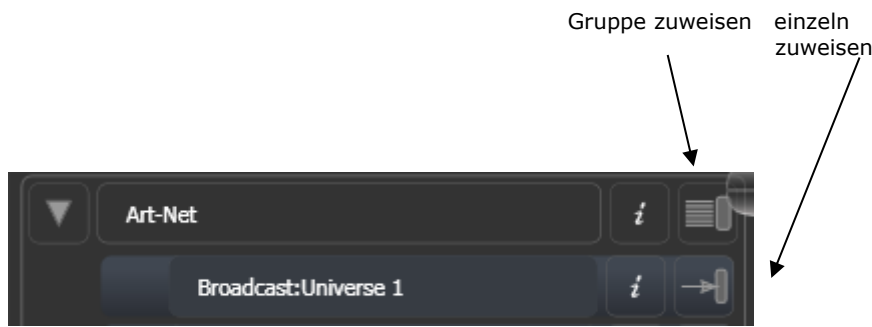 Gruppe zuweisen einzeln
zuweisen
Art-Net i
Broadcast:Universe 1 i